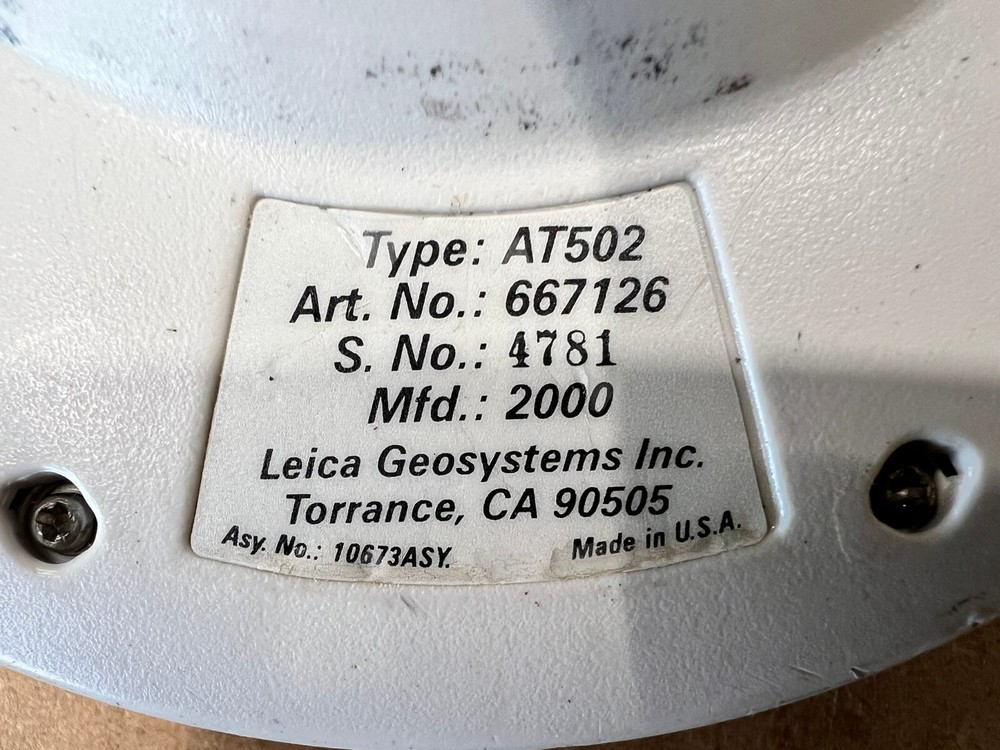 Type: AT502
Art. No.: 667126
S. No.: 4781
Mfd.: 2000
Leica Geosystems Inc.
Torrance, CA 90505
Asy. No.: 10673ASY. Made in U.S.A.